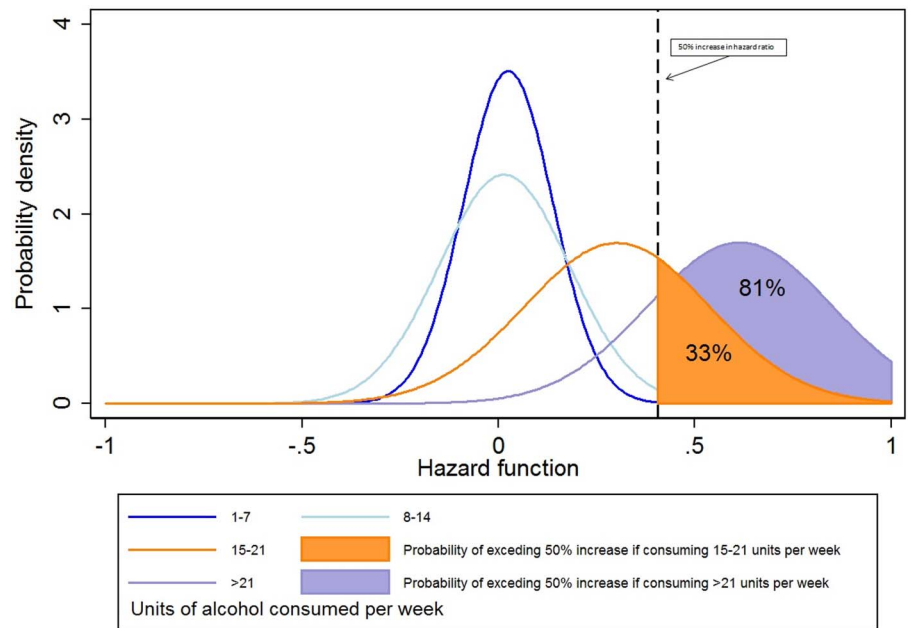 4
50% increase in hazard ratio
3
Probability density
2
81%
1
33%
0
-1
-.5
0
.5
1
Hazard function
1-7
8-14
15-21
Probability of exceding 50% increase if consuming 15-21 units per week
>21
Probability of exceding 50% increase if consuming >21 units per week
Units of alcohol consumed per week